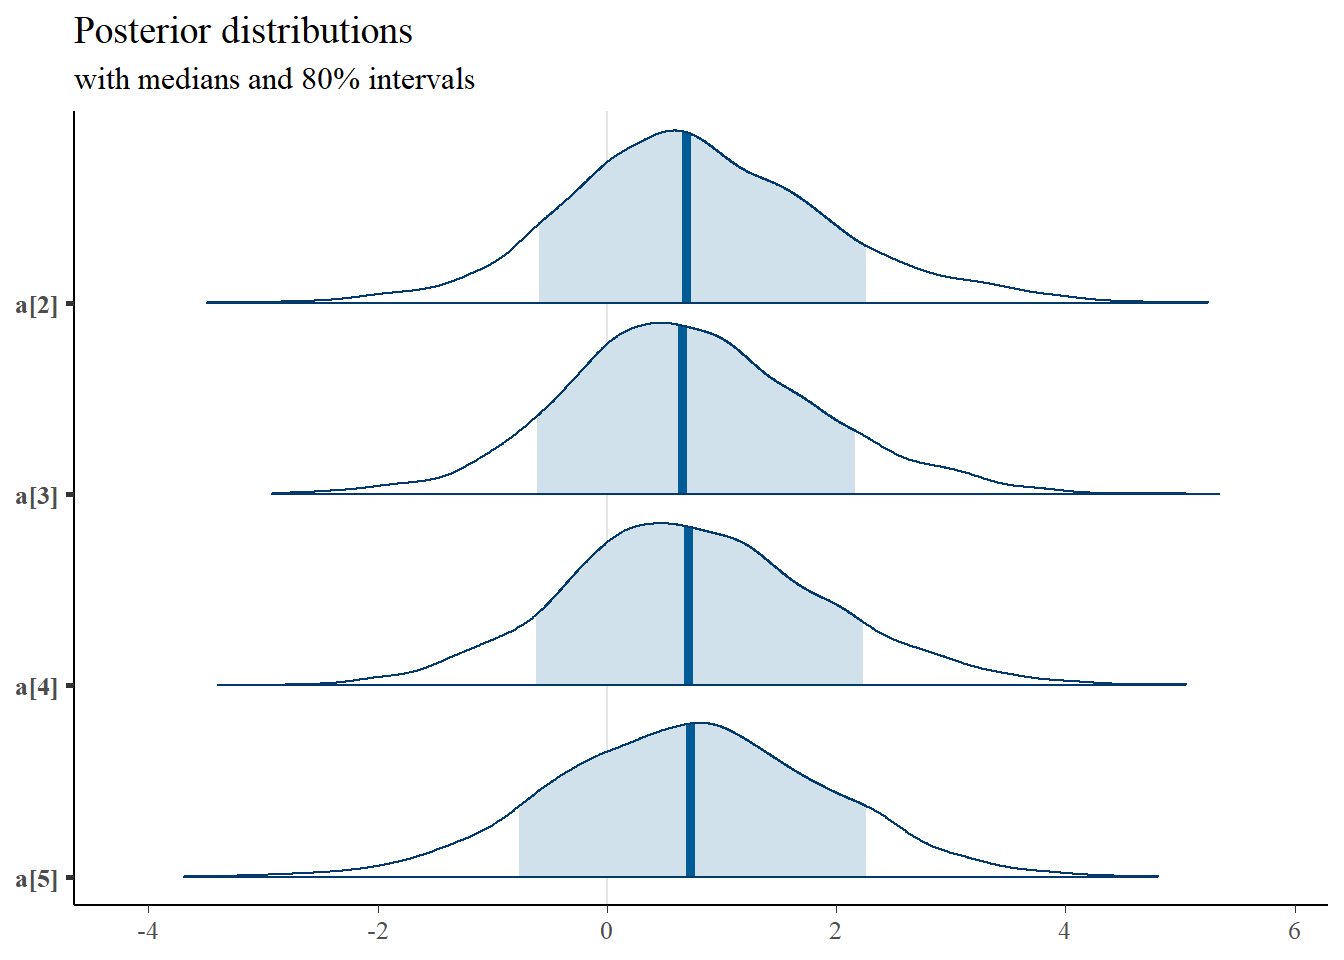 Posterior distributions
with medians and 80% intervals
a[2]
a[3]
a[4]
a[5]
-4 -2 0 2 4 6